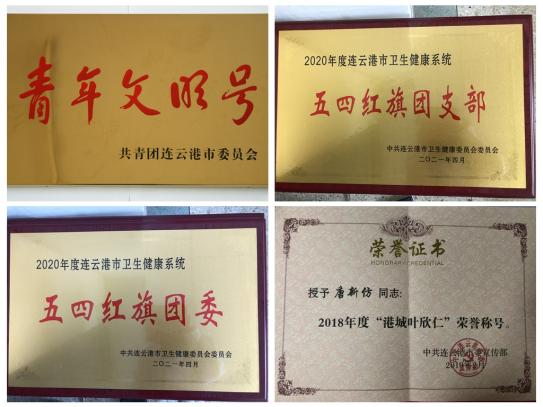 青年文明号
共青团连云港市委员会
2020年度连云港市卫生健康系统
五四红旗团支部
中共连云港市卫生健康委员会委员会
二〇二一年四月
2020年度连云港市卫生健康系统
五四红旗团委
中共连云港市卫生健康委员会委员会
二〇二一年四月
荣誉证书
HONORARY CREDENTIAL
授予 唐新仿 同志：
2018年度“港城叶欣仁”荣誉称号。
中共连云港市委宣传部